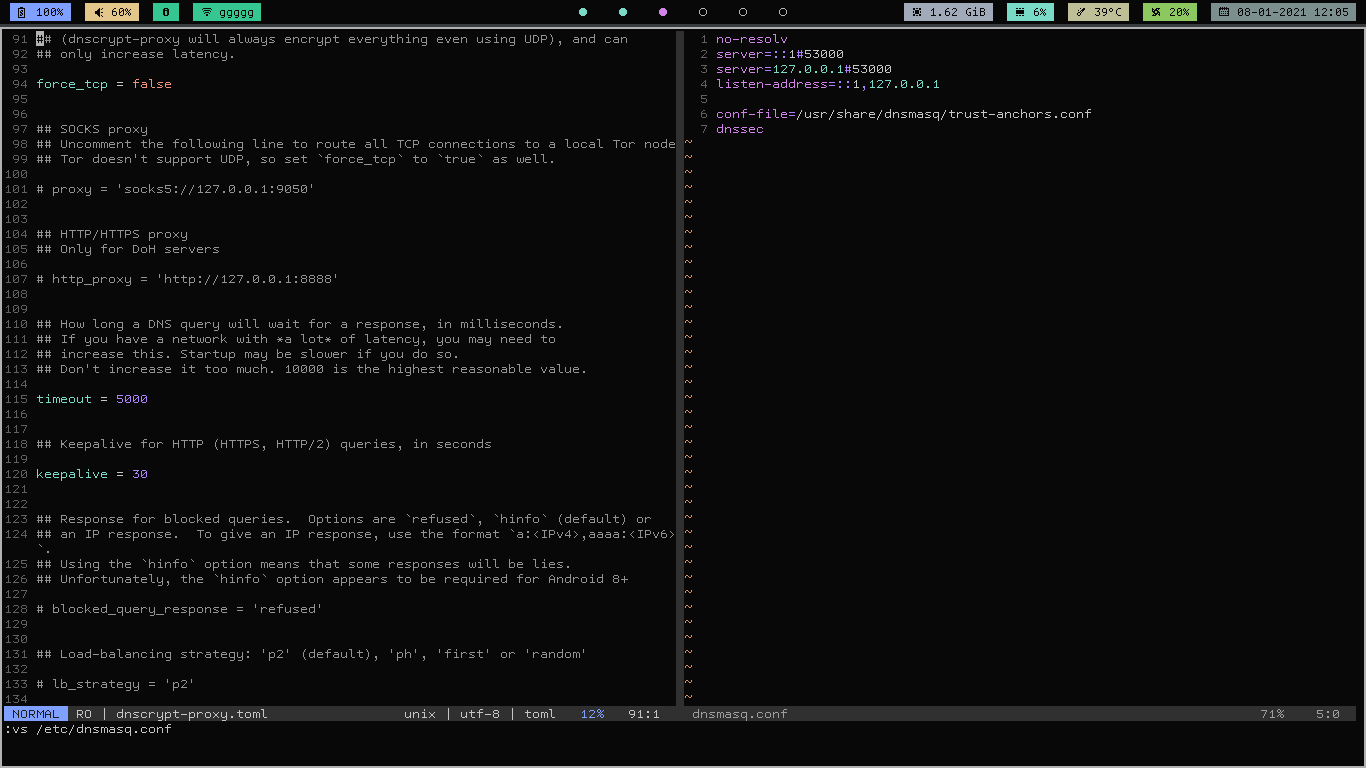 100% 60% ggggg 1.62 GiB 6% 39°C 20% 08-01-2021 12:05
91 ## (dnscrypt-proxy will always encrypt everything even using UDP), and can
92 ## only increase latency.
93
94 force_tcp = false
95
96
97 ## SOCKS proxy
98 ## Uncomment the following line to route all TCP connections to a local Tor node
99 ## Tor doesn't support UDP, so set `force_tcp` to `true` as well.
100
101 # proxy = 'socks5://127.0.0.1:9050'
102
103
104 ## HTTP/HTTPS proxy
105 ## Only for DoH servers
106
107 # http_proxy = 'http://127.0.0.1:8888'
108
109
110 ## How long a DNS query will wait for a response, in milliseconds.
111 ## If you have a network with *a lot* of latency, you may need to
112 ## increase this. Startup may be slower if you do so.
113 ## Don't increase it too much. 10000 is the highest reasonable value.
114
115 timeout = 5000
116
117
118 ## Keepalive for HTTP (HTTPS, HTTP/2) queries, in seconds
119
120 keepalive = 30
121
122
123 ## Response for blocked queries.  Options are `refused`, `hinfo` (default) or
124 ## an IP response.  To give an IP response, use the format `a:<IPv4>,aaaa:<IPv6>
`.
125 ## Using the `hinfo` option means that some responses will be lies.
126 ## Unfortunately, the `hinfo` option appears to be required for Android 8+
127
128 # blocked_query_response = 'refused'
129
130
131 ## Load-balancing strategy: 'p2' (default), 'ph', 'first' or 'random'
132
133 # lb_strategy = 'p2'
134
1 no-resolv
2 server=::1#53000
3 server=127.0.0.1#53000
4 listen-address=::1,127.0.0.1
5
6 conf-file=/usr/share/dnsmasq/trust-anchors.conf
7 dnssec
NORMAL RO | dnscrypt-proxy.toml unix | utf-8 | toml 12% 91:1
dnsmasq.conf 71% 5:0
:vs /etc/dnsmasq.conf